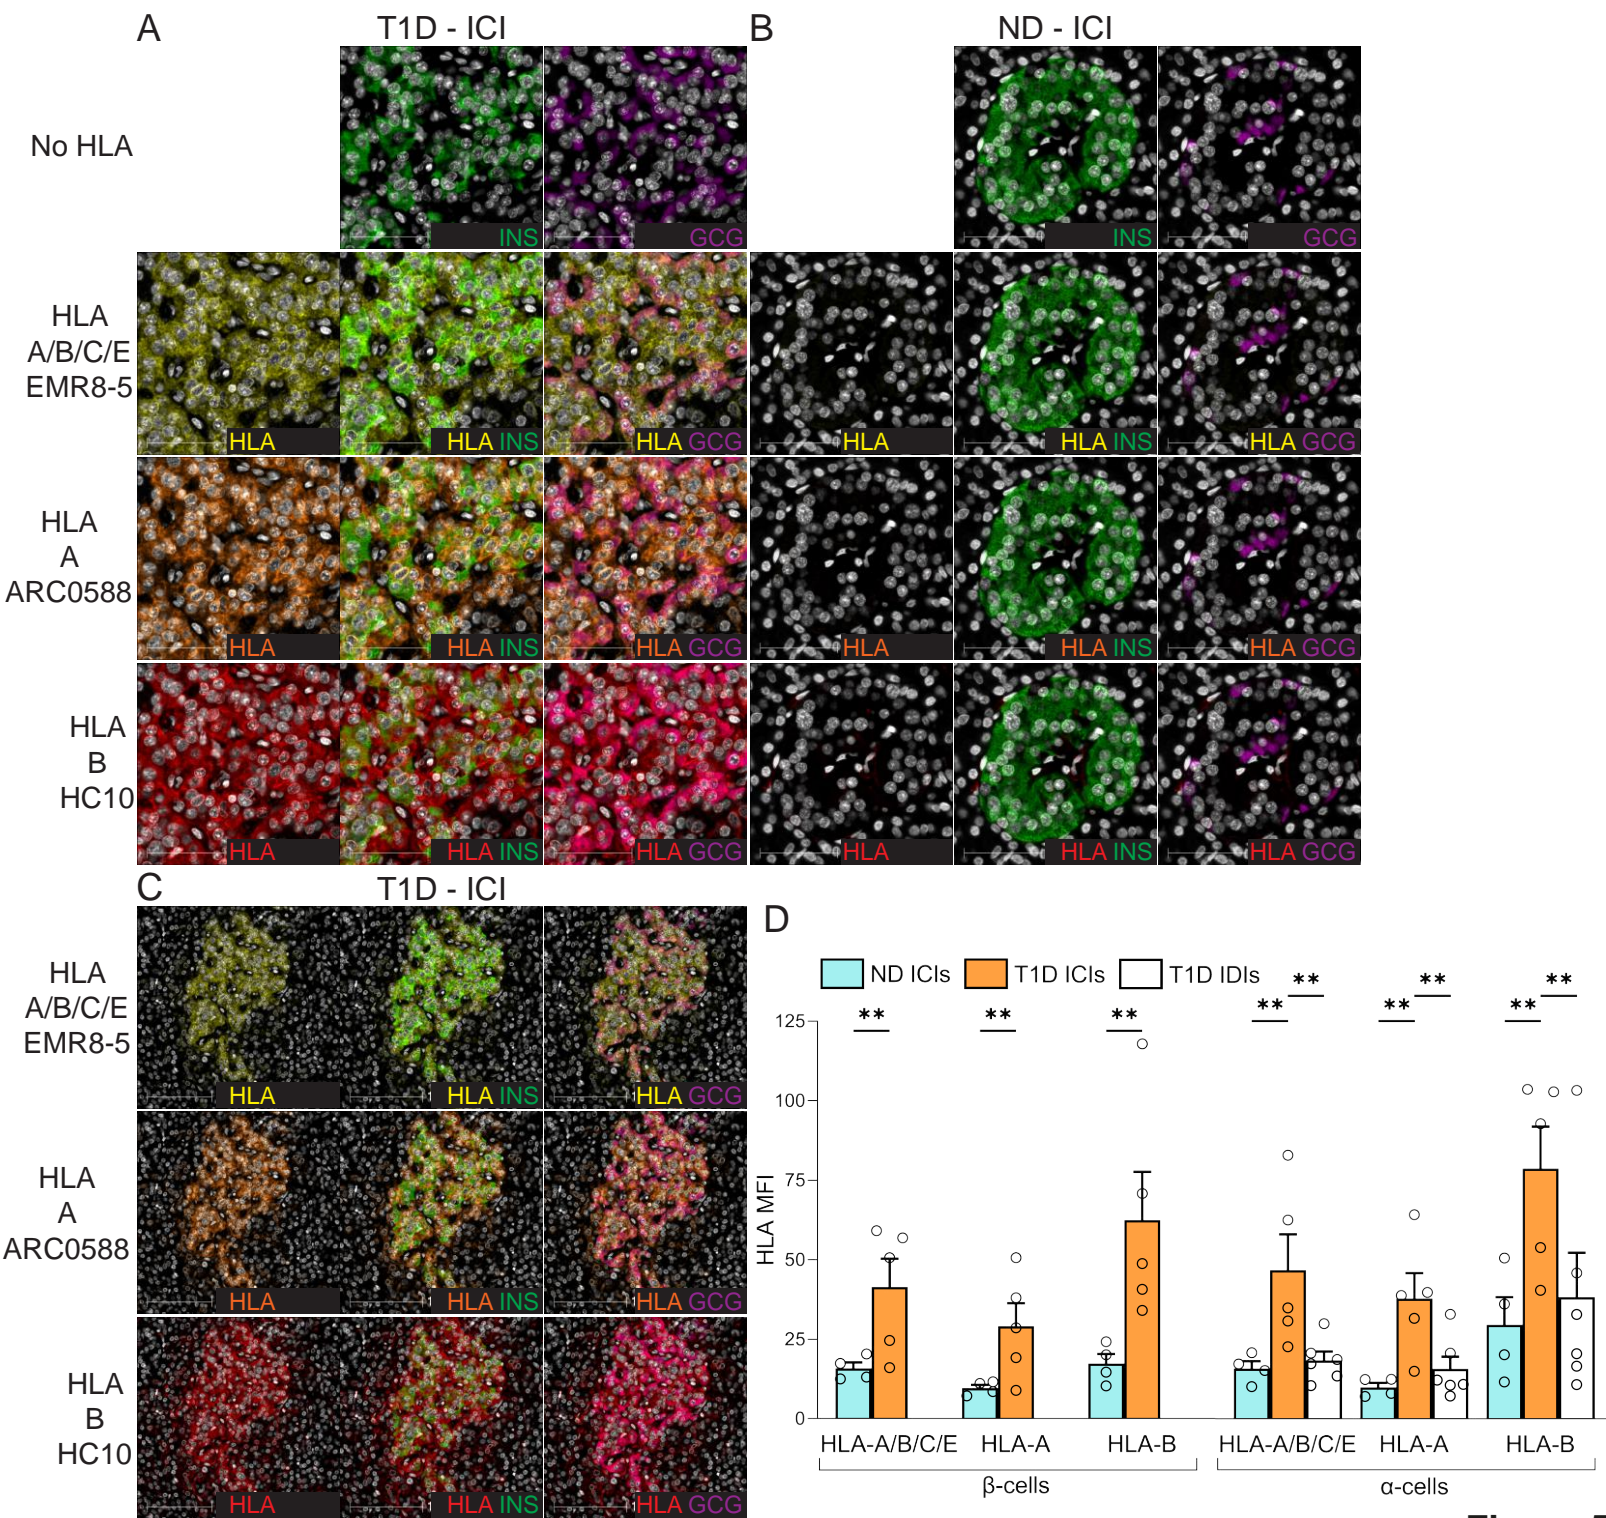 A T1D - ICI B ND - ICI
No HLA
INS GCG INS GCG
HLA
A/B/C/E
EMR8-5
HLA HLA INS HLA GCG HLA HLA INS HLA GCG
HLA
A
ARC0588
HLA HLA INS HLA GCG HLA HLA INS HLA GCG
HLA
B
HC10
HLA HLA INS HLA GCG HLA HLA INS HLA GCG
C T1D - ICI
HLA
A/B/C/E
EMR8-5
HLA HLA INS HLA GCG
HLA
A
ARC0588
HLA HLA INS HLA GCG
HLA
B
HC10
HLA HLA INS HLA GCG
D
ND ICIs T1D ICIs T1D IDIs
** ** ** ** ** ** ** ** **
HLA MFI
125
100
75
50
25
0
HLA-A/B/C/E HLA-A HLA-B HLA-A/B/C/E HLA-A HLA-B
β-cells α-cells